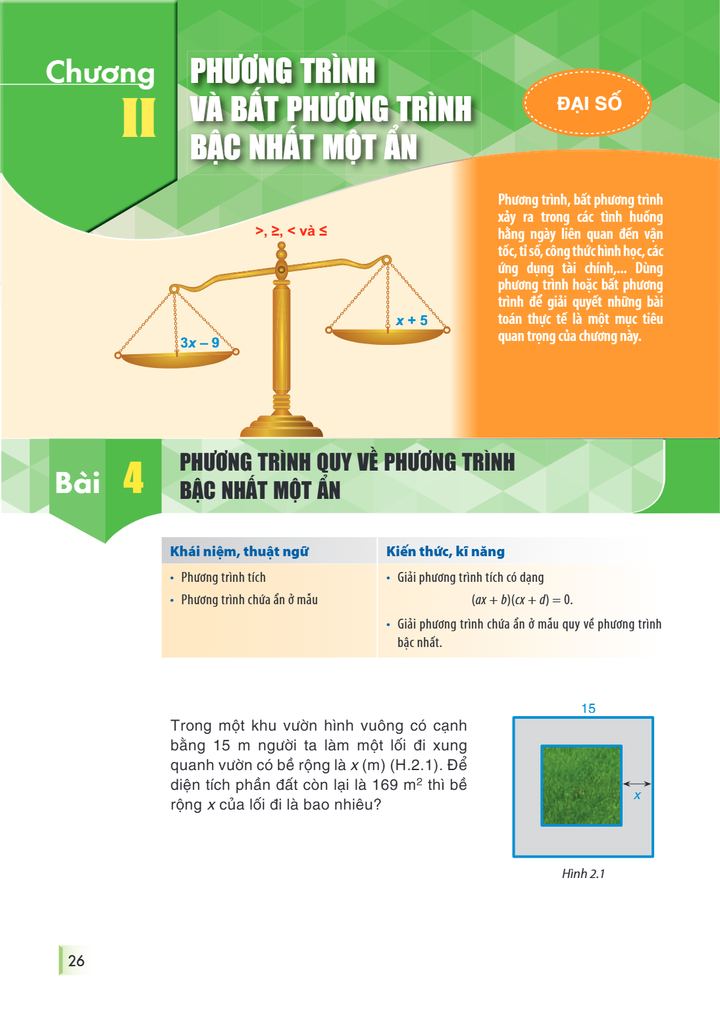 Chương
II
PHƯƠNG TRÌNH
VÀ BẤT PHƯƠNG TRÌNH
BẬC NHẤT MỘT ẨN
ĐẠI SỐ
Phương trình, bất phương trình
xảy ra trong các tình huống
hằng ngày liên quan đến vận
tốc, tỉ số, công thức hình học, các
ứng dụng tài chính,... Dùng
phương trình hoặc bất phương
trình để giải quyết những bài
toán thực tế là một mục tiêu
quan trọng của chương này.
>, ≥, < và ≤
x + 5
3x – 9
Bài 4
PHƯƠNG TRÌNH QUY VỀ PHƯƠNG TRÌNH
BẬC NHẤT MỘT ẨN
Khái niệm, thuật ngữ
• Phương trình tích
• Phương trình chứa ẩn ở mẫu
Kiến thức, kĩ năng
• Giải phương trình tích có dạng
(ax + b)(cx + d) = 0.
• Giải phương trình chứa ẩn ở mẫu quy về phương trình
bậc nhất.
Trong một khu vườn hình vuông có cạnh
bằng 15 m người ta làm một lối đi xung
quanh vườn có bề rộng là x (m) (H.2.1). Để
diện tích phần đất còn lại là 169 m² thì bề
rộng x của lối đi là bao nhiêu?
15
x
Hình 2.1
26